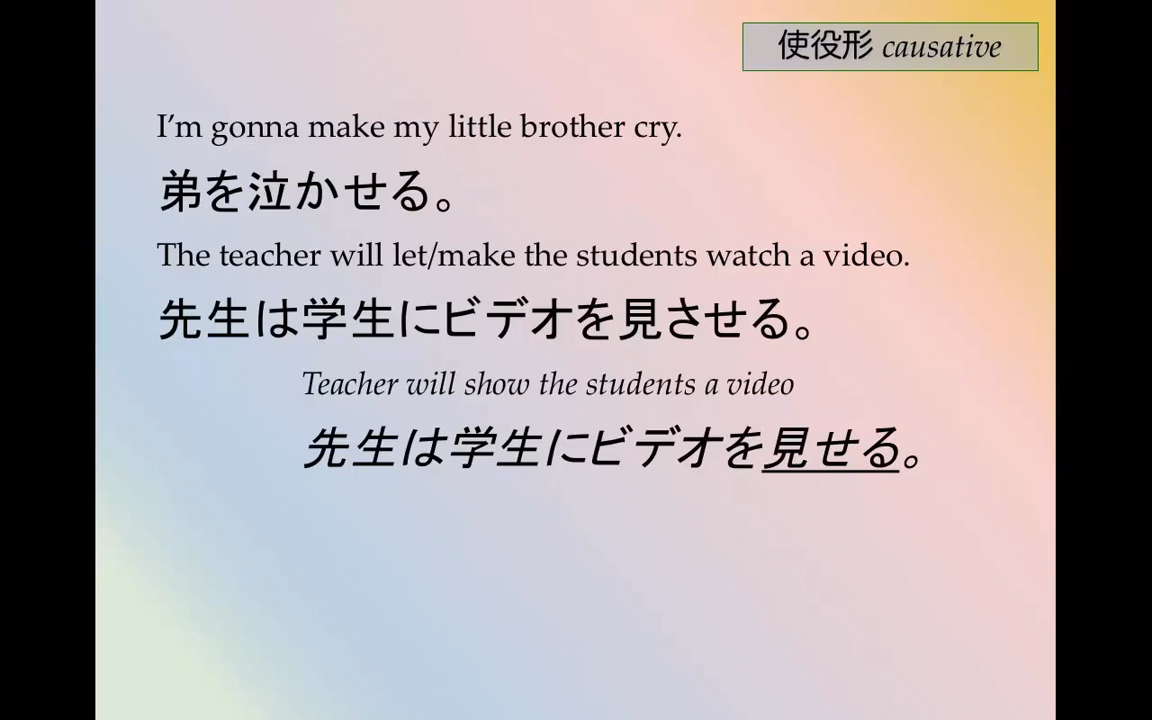 使役形 causative
I'm gonna make my little brother cry.
弟を泣かせる。
The teacher will let/make the students watch a video.
先生は学生にビデオを見させる。
Teacher will show the students a video
先生は学生にビデオを見せる。